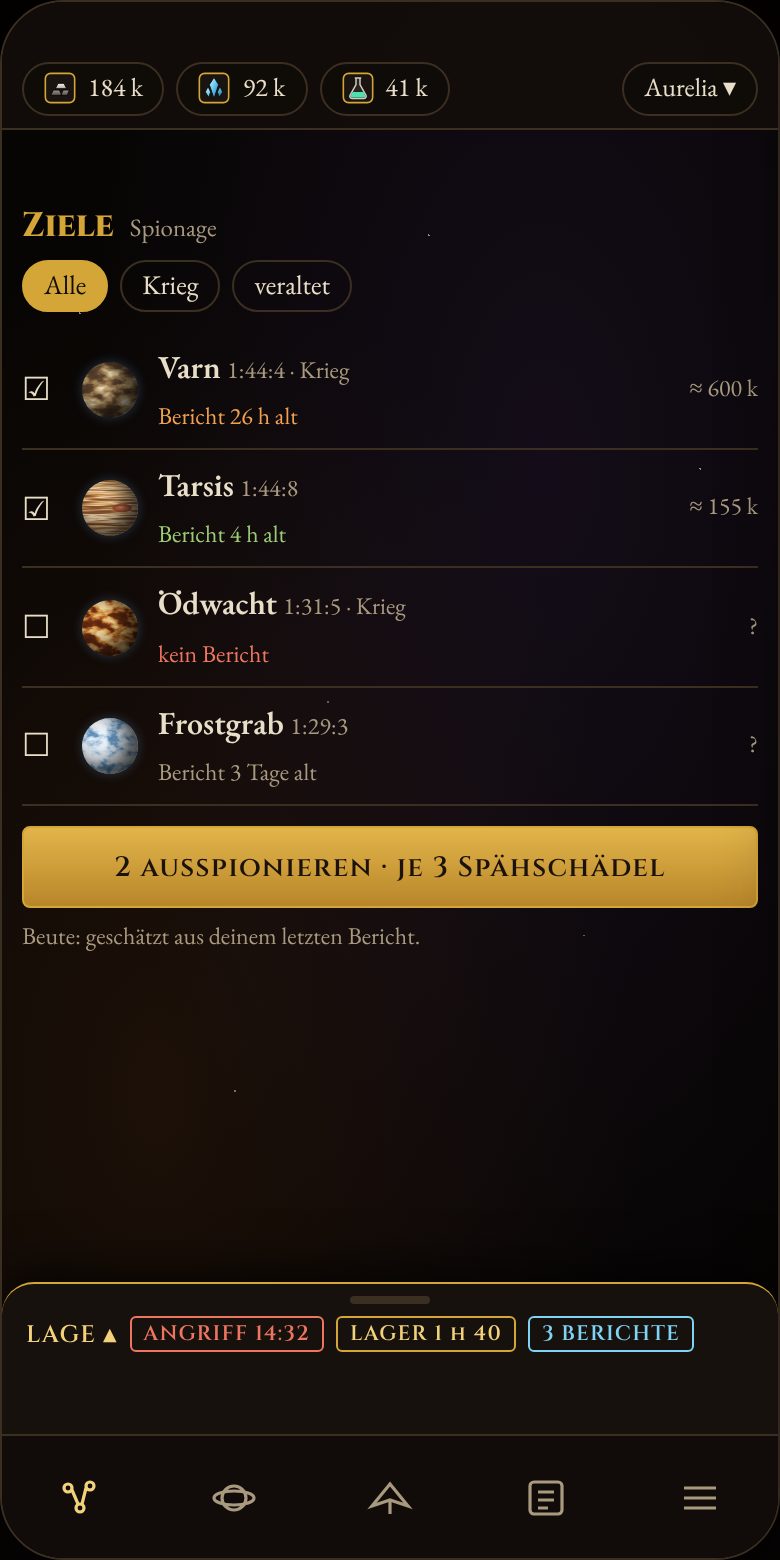 184 k 92 k 41 k Aurelia ▼
Ziele Spionage
Alle Krieg veraltet
☑ Varn 1:44:4 · Krieg ≈ 600 k
Bericht 26 h alt
☑ Tarsis 1:44:8 ≈ 155 k
Bericht 4 h alt
☐ Ödwacht 1:31:5 · Krieg ?
kein Bericht
☐ Frostgrab 1:29:3 ?
Bericht 3 Tage alt
2 ausspionieren · je 3 Spähschädel
Beute: geschätzt aus deinem letzten Bericht.
LAGE ▲ ANGRIFF 14:32 LAGER 1 H 40 3 BERICHTE